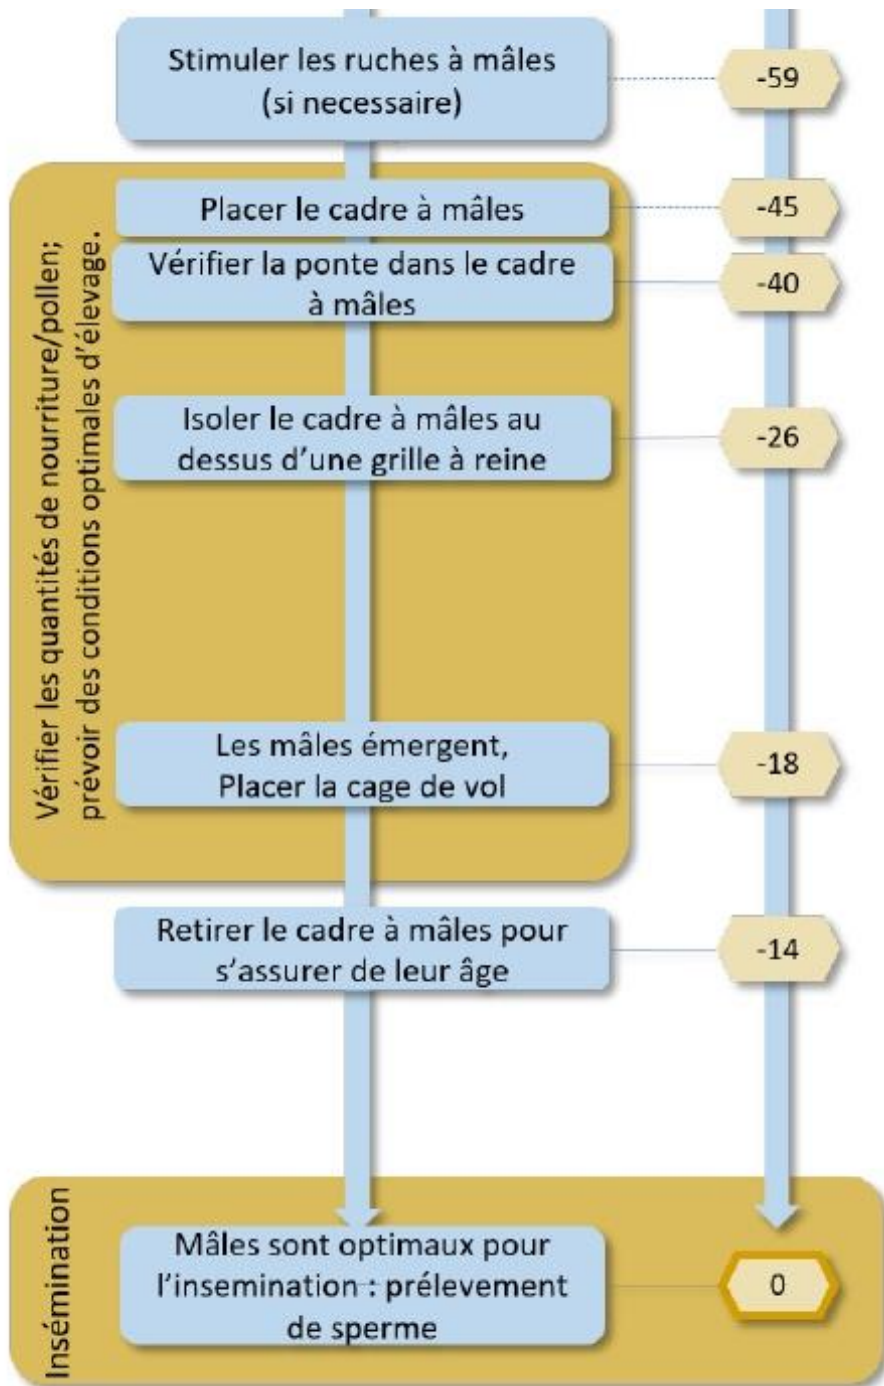 Stimuler les ruches à mâles
(si necessaire)
-59
Vérifier les quantités de nourriture/pollen;
prévoir des conditions optimales d'élevage.
Placer le cadre à mâles
-45
Vérifier la ponte dans le cadre
à mâles
-40
Isoler le cadre à mâles au
dessus d'une grille à reine
-26
Les mâles émergent,
Placer la cage de vol
-18
Retirer le cadre à mâles pour
s'assurer de leur âge
-14
Insémination
Mâles sont optimaux pour
l'insemination : prélevement
de sperme
0